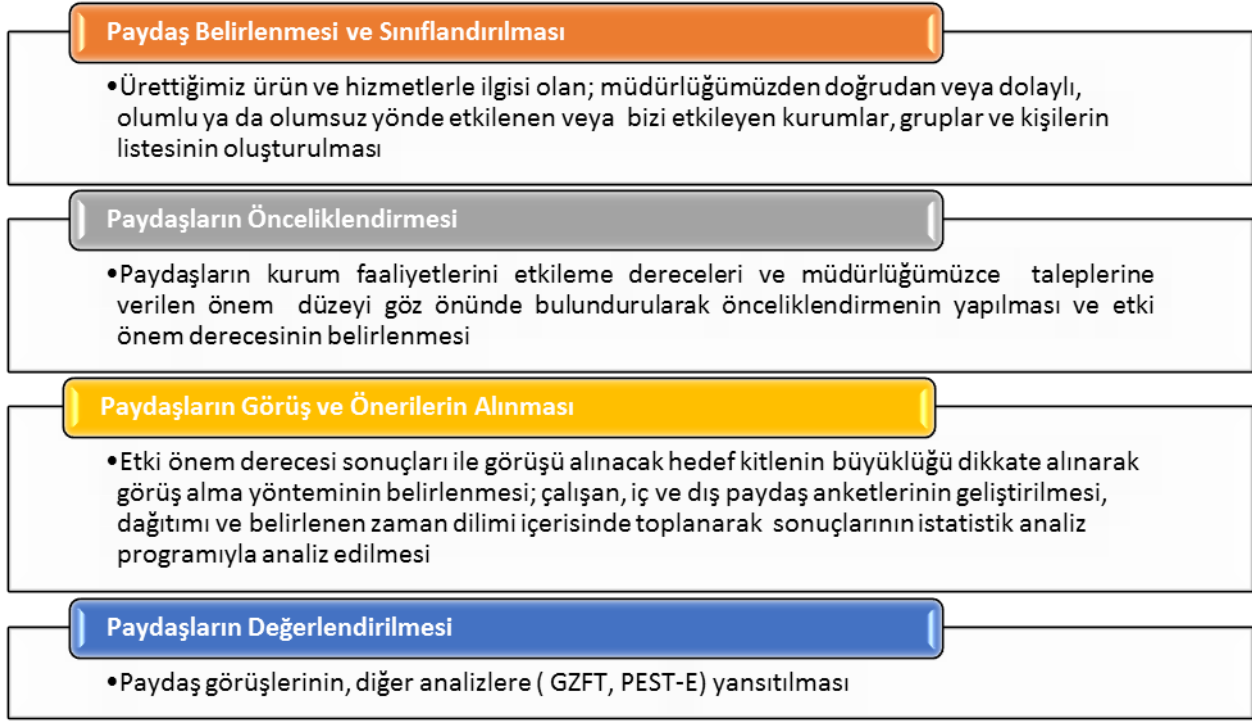 Paydaş Belirlenmesi ve Sınıflandırılması
•Ürettiğimiz ürün ve hizmetlerle ilgisi olan; müdürlüğümüzden doğrudan veya dolaylı,
olumlu ya da olumsuz yönde etkilenen veya bizi etkileyen kurumlar, gruplar ve kişilerin
listesinin oluşturulması
Paydaşların Önceliklendirmesi
•Paydaşların kurum faaliyetlerini etkileme dereceleri ve müdürlüğümüzce taleplerine
verilen önem düzeyi göz önünde bulundurularak önceliklendirmenin yapılması ve etki
önem derecesinin belirlenmesi
Paydaşların Görüş ve Önerilerin Alınması
•Etki önem derecesi sonuçları ile görüşü alınacak hedef kitlenin büyüklüğü dikkate alınarak
görüş alma yönteminin belirlenmesi; çalışan, iç ve dış paydaş anketlerinin geliştirilmesi,
dağıtımı ve belirlenen zaman dilimi içerisinde toplanarak sonuçlarının istatistik analiz
programıyla analiz edilmesi
Paydaşların Değerlendirilmesi
•Paydaş görüşlerinin, diğer analizlere ( GZFT, PEST-E) yansıtılması